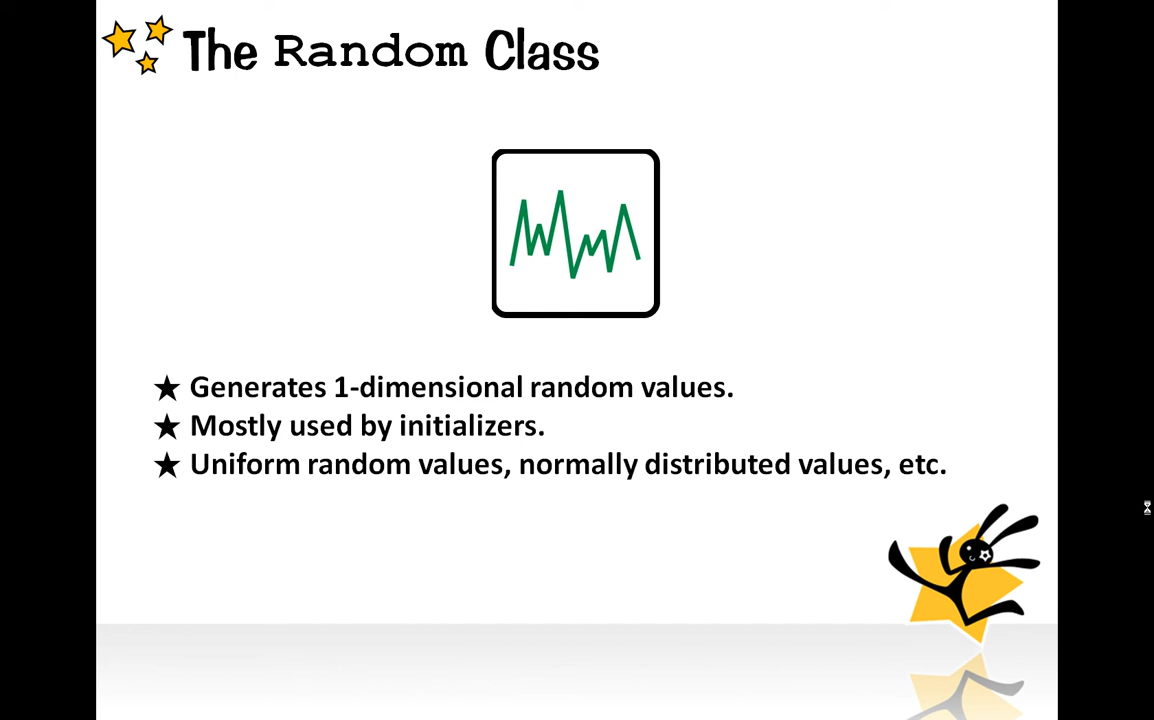 The Random Class
★ Generates 1-dimensional random values.
★ Mostly used by initializers.
★ Uniform random values, normally distributed values, etc.